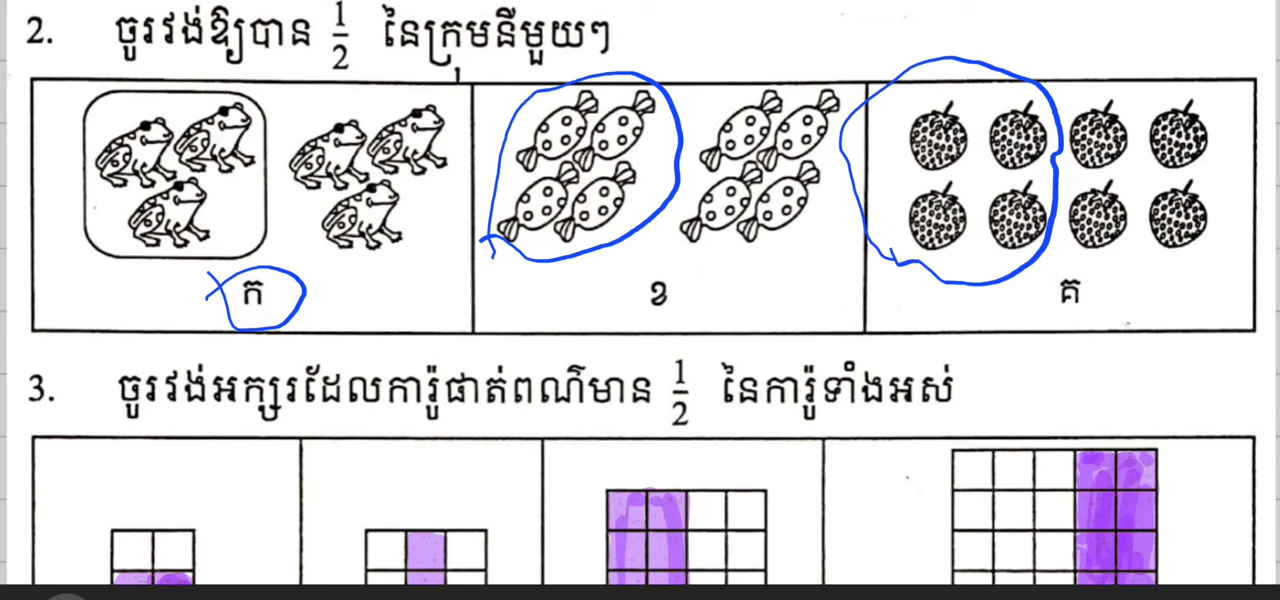 2. ចូរវង់ឱ្យបាន 1/2 នៃក្រុមនីមួយៗ
ក ខ គ
3. ចូរវង់អក្សរដែលការ៉ូផាត់ពណ៌មាន 1/2 នៃការ៉ូទាំងអស់